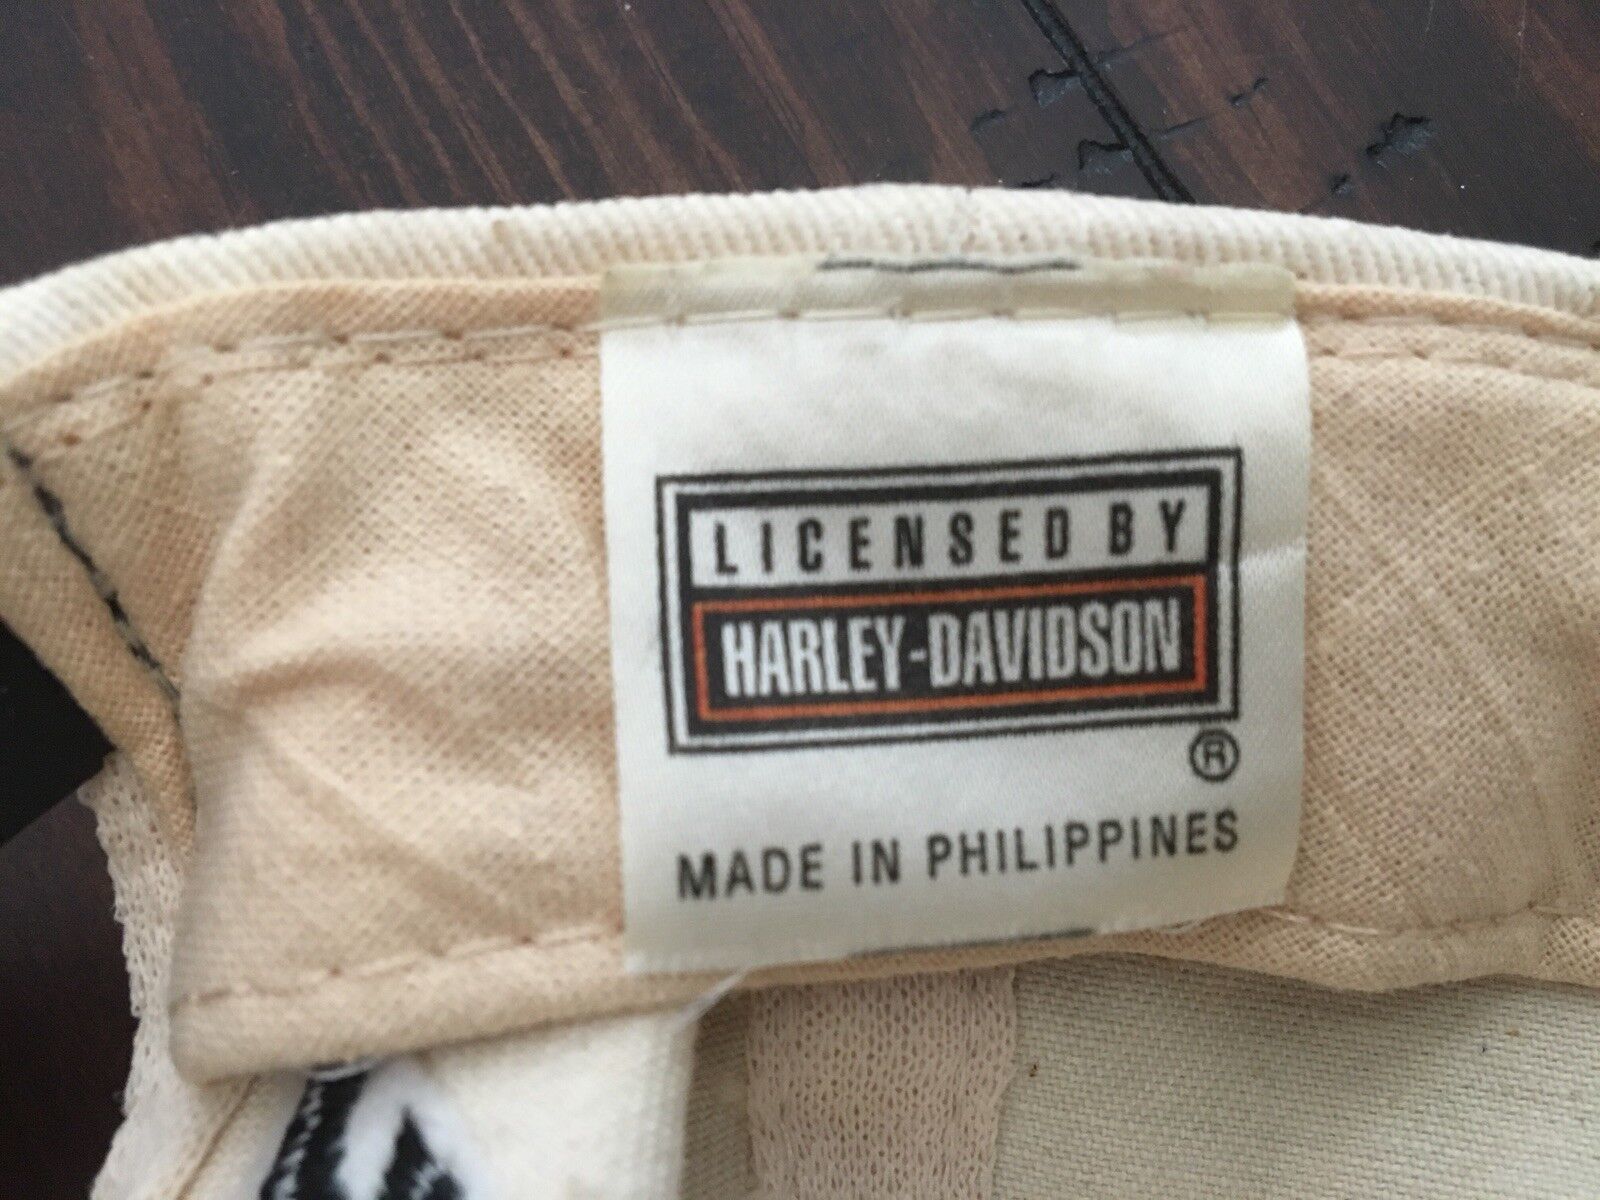 LICENSED BY
HARLEY-DAVIDSON
®
MADE IN PHILIPPINES